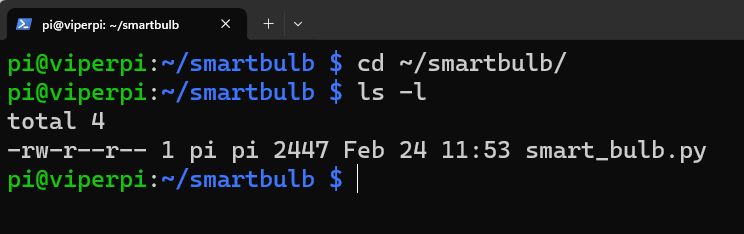 pi@viperpi: ~/smartbulb
pi@viperpi:~/smartbulb $ cd ~/smartbulb/
pi@viperpi:~/smartbulb $ ls -l
total 4
-rw-r--r-- 1 pi pi 2447 Feb 24 11:53 smart_bulb.py
pi@viperpi:~/smartbulb $